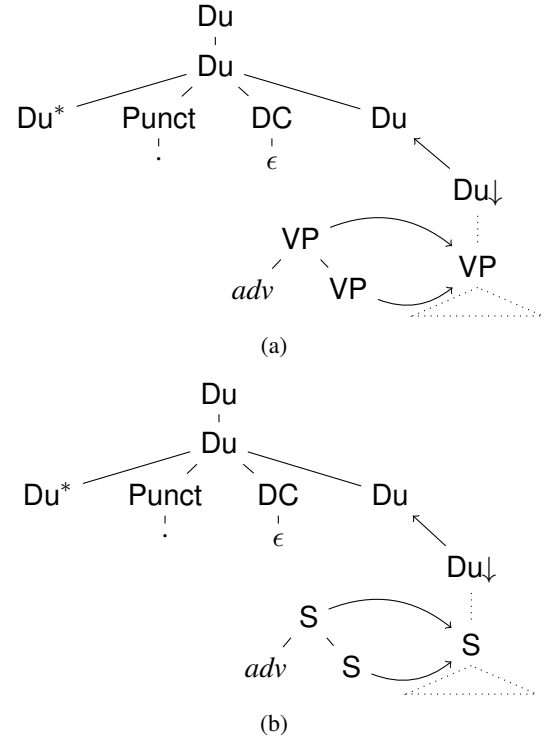 Du
Du
Du* Punct DC Du
. ϵ
Du↓
VP VP
adv VP
(a)
Du
Du
Du* Punct DC Du
. ϵ
Du↓
S S
adv S
(b)